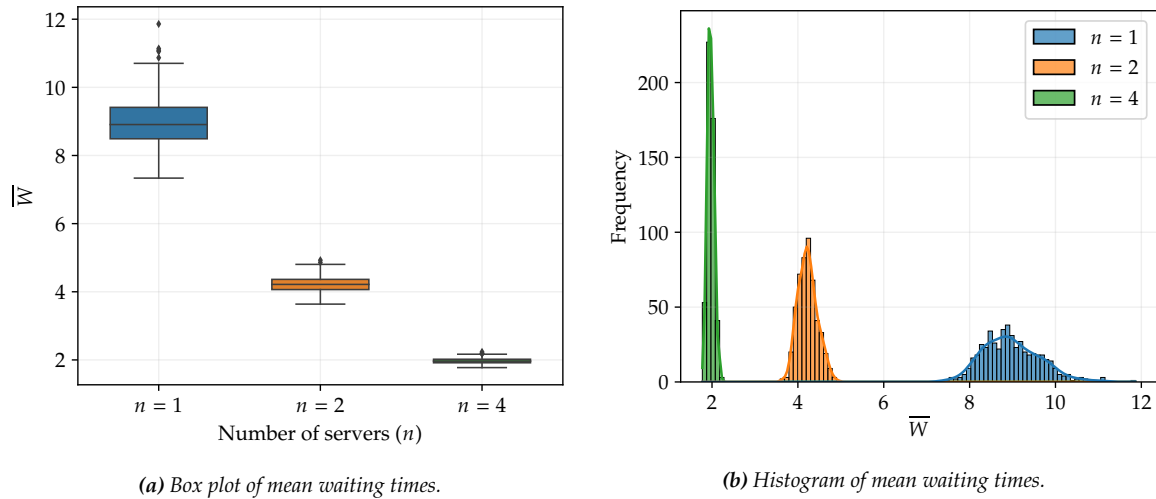 12
10
8
6
4
2
W̅
n = 1
n = 2
n = 4
Number of servers (n)
(a) Box plot of mean waiting times.
200
150
100
50
0
Frequency
n = 1
n = 2
n = 4
2
4
6
8
10
12
W̅
(b) Histogram of mean waiting times.